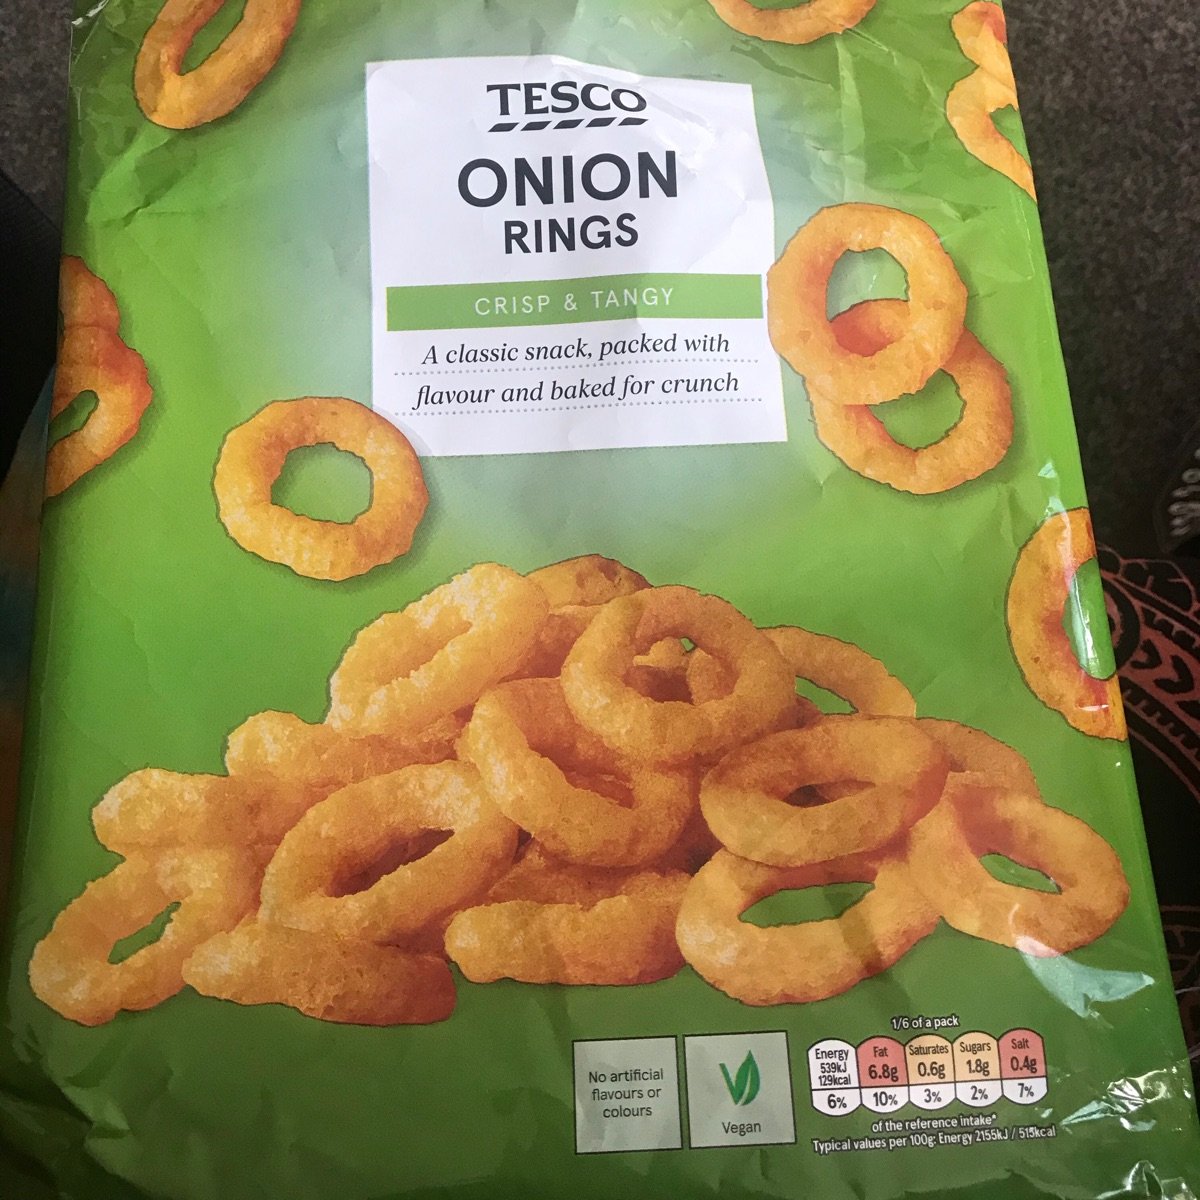 TESCO
ONION
RINGS
CRISP & TANGY
A classic snack, packed with
flavour and baked for crunch
No artificial
flavours or
colours
Vegan
1/6 of a pack
Energy
539kJ
129kcal
6%
Fat
6.8g
10%
Saturates
0.6g
3%
Sugars
1.8g
2%
Salt
0.4g
7%
of the reference intake*
Typical values per 100g: Energy 2155kJ / 515kcal